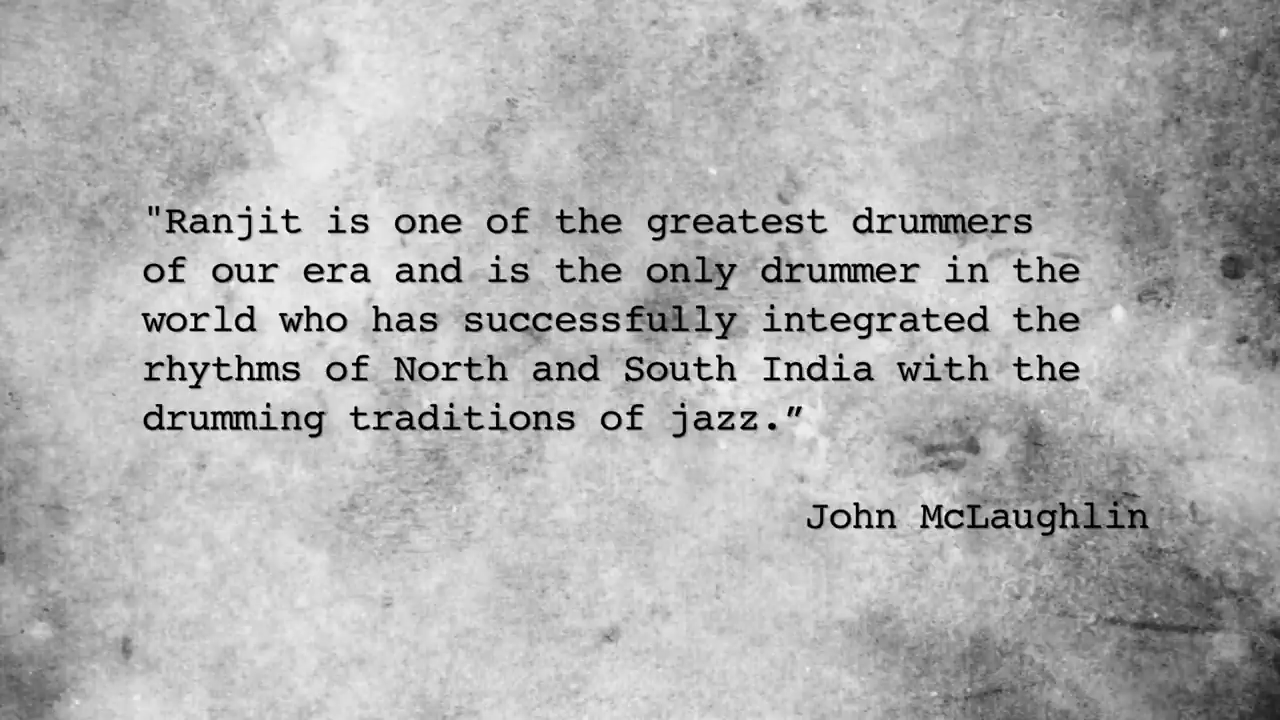 "Ranjit is one of the greatest drummers
of our era and is the only drummer in the
world who has successfully integrated the
rhythms of North and South India with the
drumming traditions of jazz.”
John McLaughlin